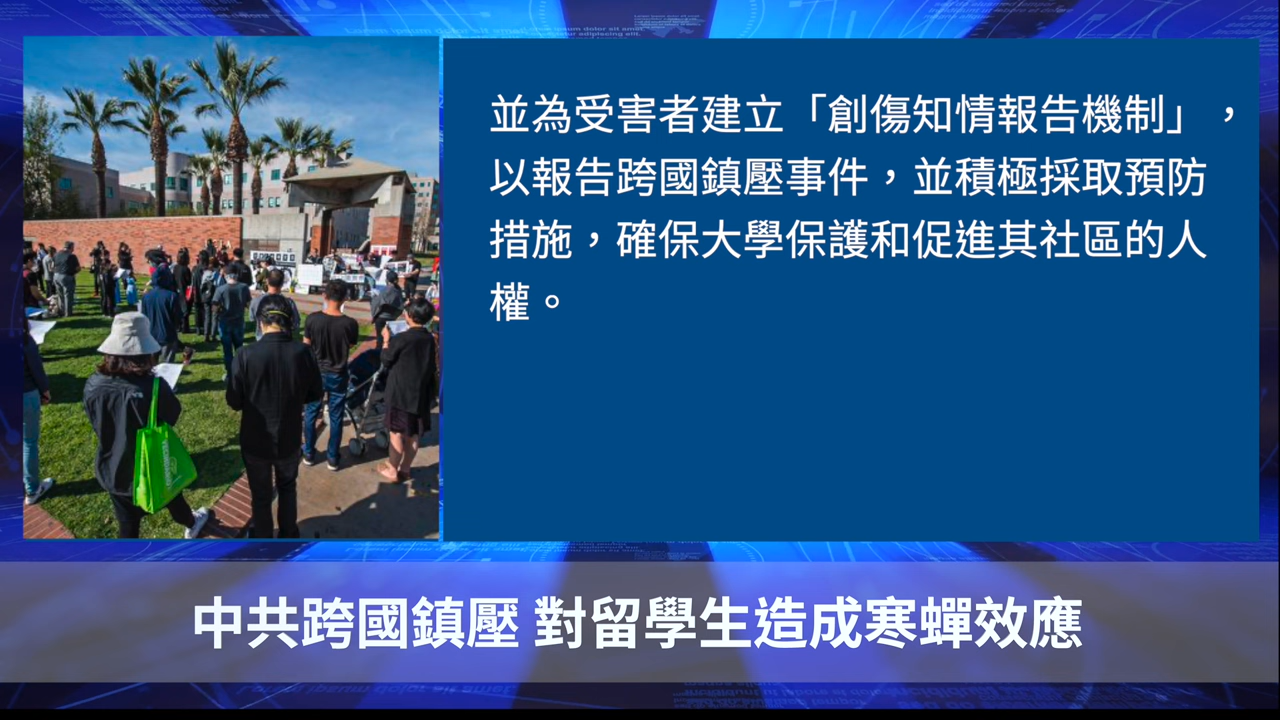 並為受害者建立「創傷知情報告機制」，
以報告跨國鎮壓事件，並積極採取預防
措施，確保大學保護和促進其社區的人
權。
中共跨國鎮壓 對留學生造成寒蟬效應